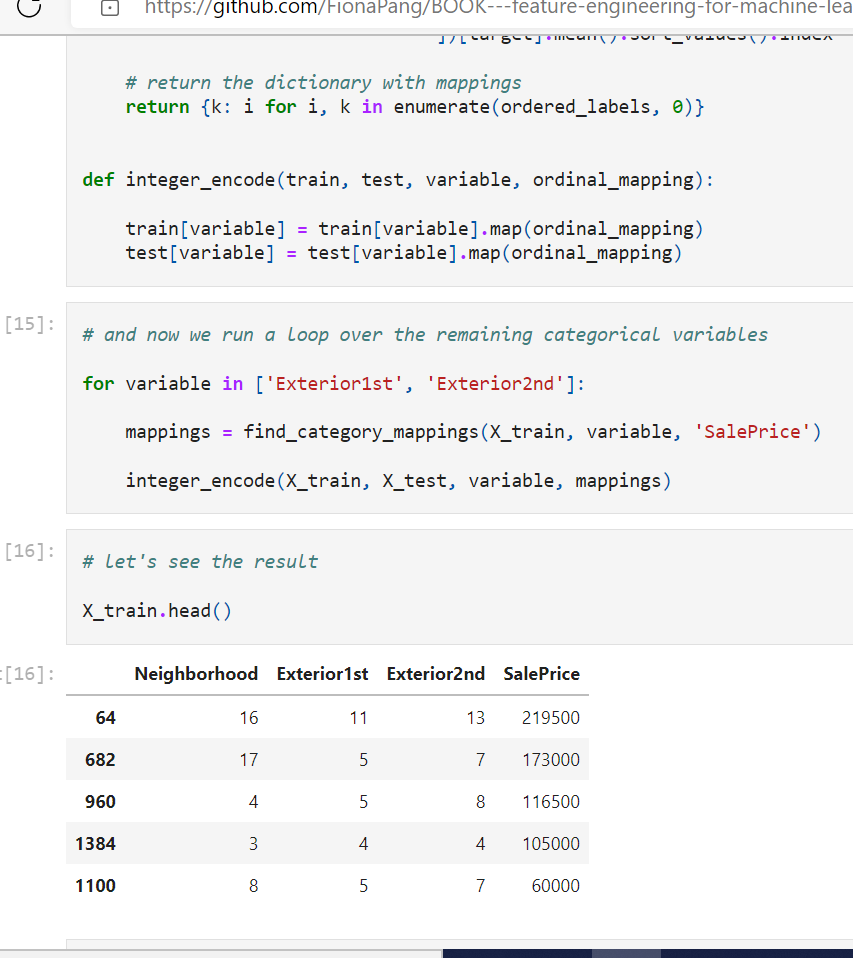 https://github.com/FionaPang/BOOK---feature-engineering-for-machine-lea
])[target].mean().sort_values().index
# return the dictionary with mappings
return {k: i for i, k in enumerate(ordered_labels, 0)}
def integer_encode(train, test, variable, ordinal_mapping):
train[variable] = train[variable].map(ordinal_mapping)
test[variable] = test[variable].map(ordinal_mapping)
[15]:
# and now we run a loop over the remaining categorical variables
for variable in ['Exterior1st', 'Exterior2nd']:
mappings = find_category_mappings(X_train, variable, 'SalePrice')
integer_encode(X_train, X_test, variable, mappings)
[16]:
# let's see the result
X_train.head()
t[16]:
Neighborhood Exterior1st Exterior2nd SalePrice
64 16 11 13 219500
682 17 5 7 173000
960 4 5 8 116500
1384 3 4 4 105000
1100 8 5 7 60000